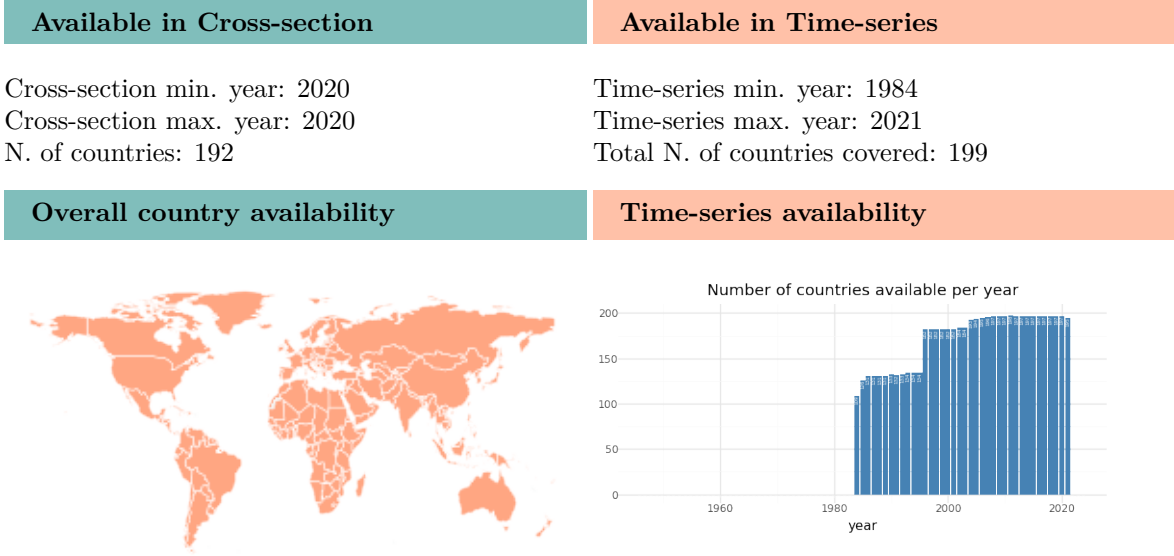 Available in Cross-section
Available in Time-series
Cross-section min. year: 2020
Cross-section max. year: 2020
N. of countries: 192
Time-series min. year: 1984
Time-series max. year: 2021
Total N. of countries covered: 199
Overall country availability
Time-series availability
Number of countries available per year
200
150
100
50
0
1960 1980 2000 2020
year